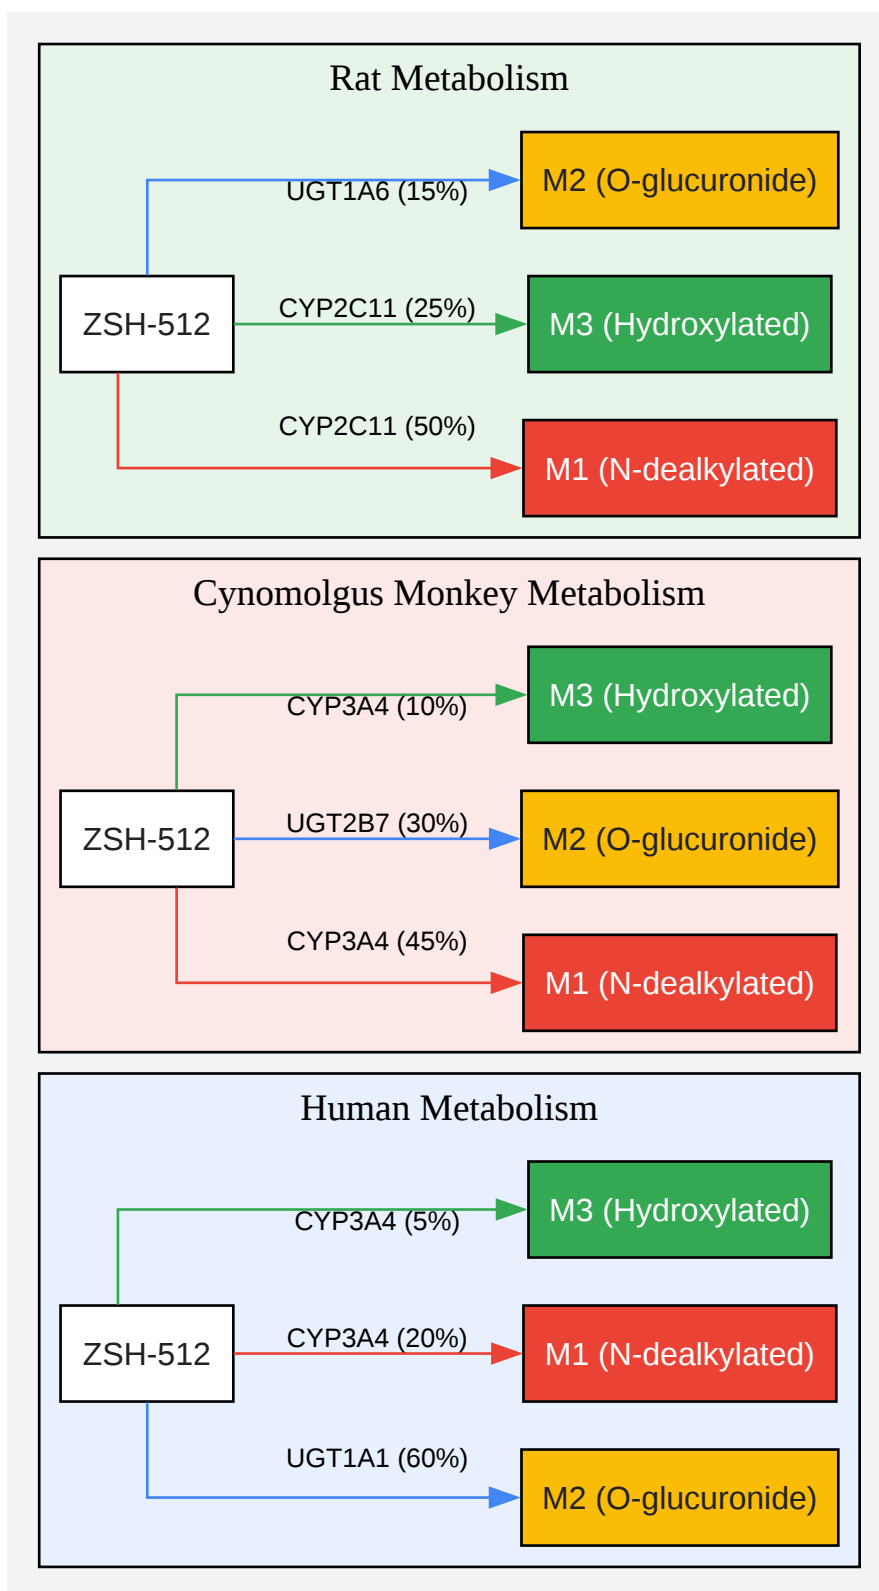 Rat Metabolism
UGT1A6 (15%)
M2 (O-glucuronide)
ZSH-512
CYP2C11 (25%)
M3 (Hydroxylated)
CYP2C11 (50%)
M1 (N-dealkylated)
Cynomolgus Monkey Metabolism
CYP3A4 (10%)
M3 (Hydroxylated)
ZSH-512
UGT2B7 (30%)
M2 (O-glucuronide)
CYP3A4 (45%)
M1 (N-dealkylated)
Human Metabolism
CYP3A4 (5%)
M3 (Hydroxylated)
ZSH-512
CYP3A4 (20%)
M1 (N-dealkylated)
UGT1A1 (60%)
M2 (O-glucuronide)